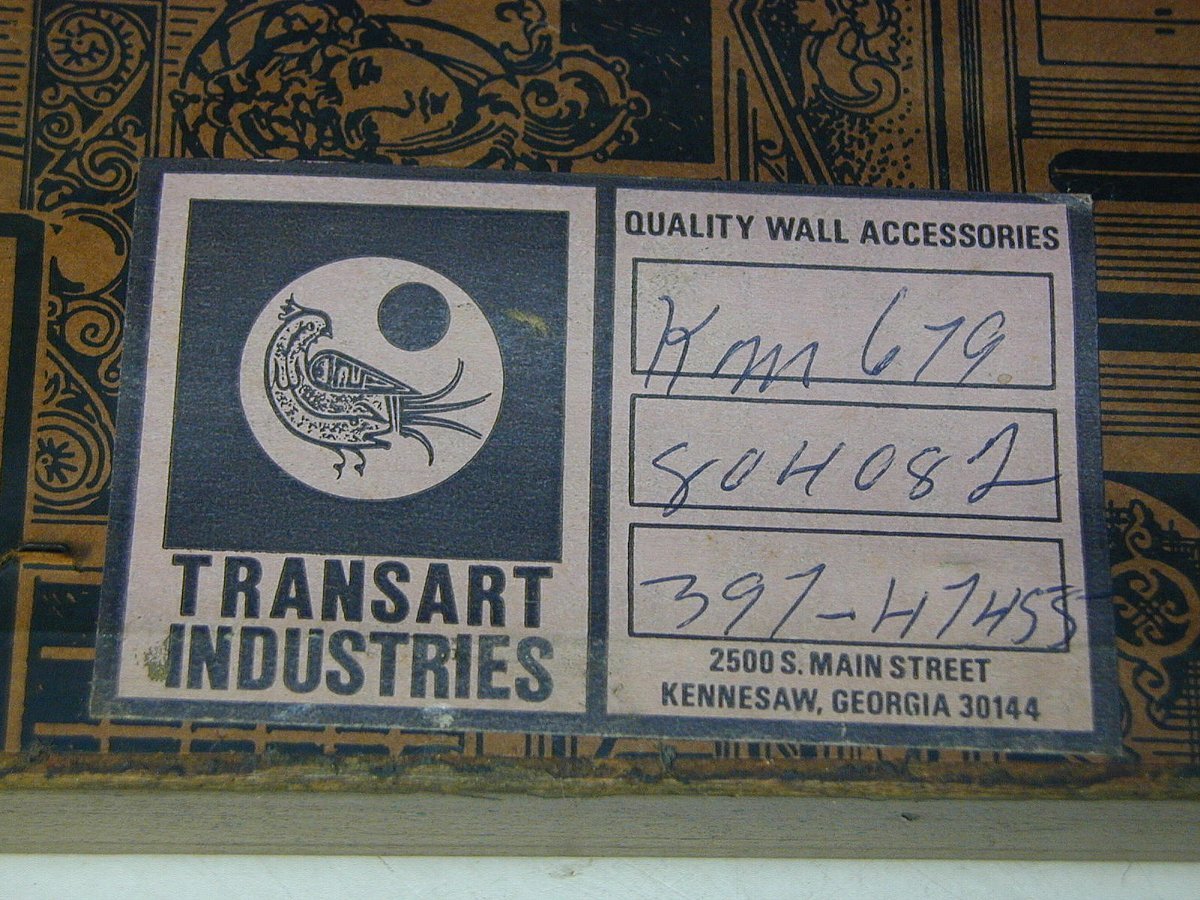 TRANSART
INDUSTRIES
QUALITY WALL ACCESSORIES
Km 679
804082
397-47455
2500 S. MAIN STREET
KENNESAW, GEORGIA 30144